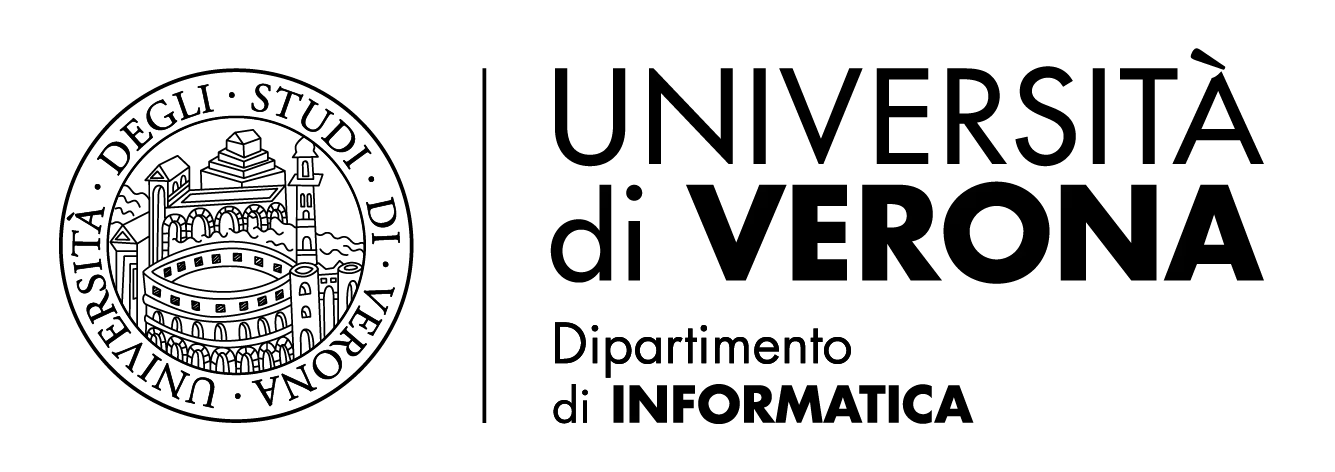 UNIVERSITÀ · DEGLI · STUDI · DI · VERONA ·
UNIVERSITÀ
di VERONA
Dipartimento
di INFORMATICA